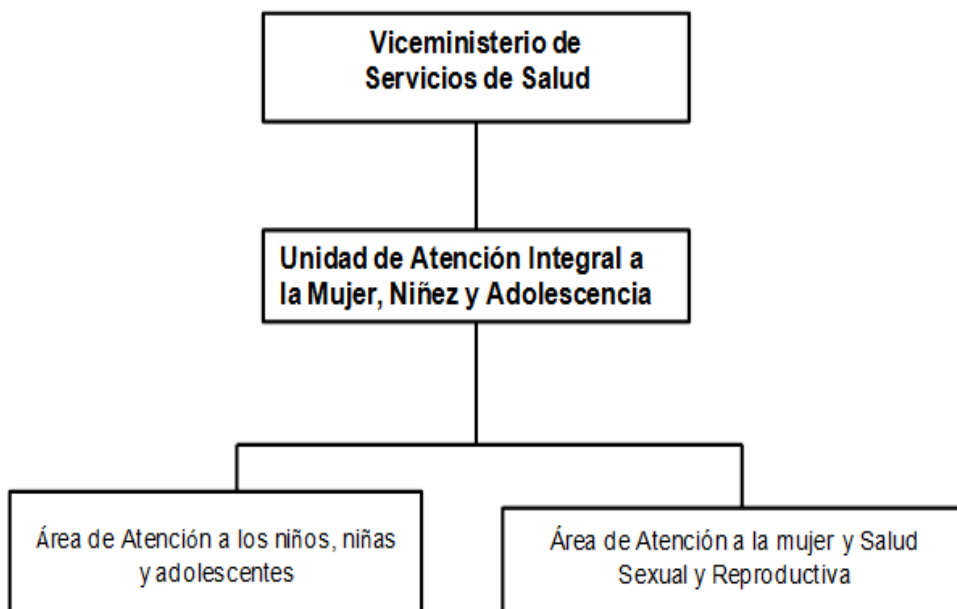 Viceministerio de
Servicios de Salud
Unidad de Atención Integral a
la Mujer, Niñez y Adolescencia
Área de Atención a los niños, niñas
y adolescentes
Área de Atención a la mujer y Salud
Sexual y Reproductiva